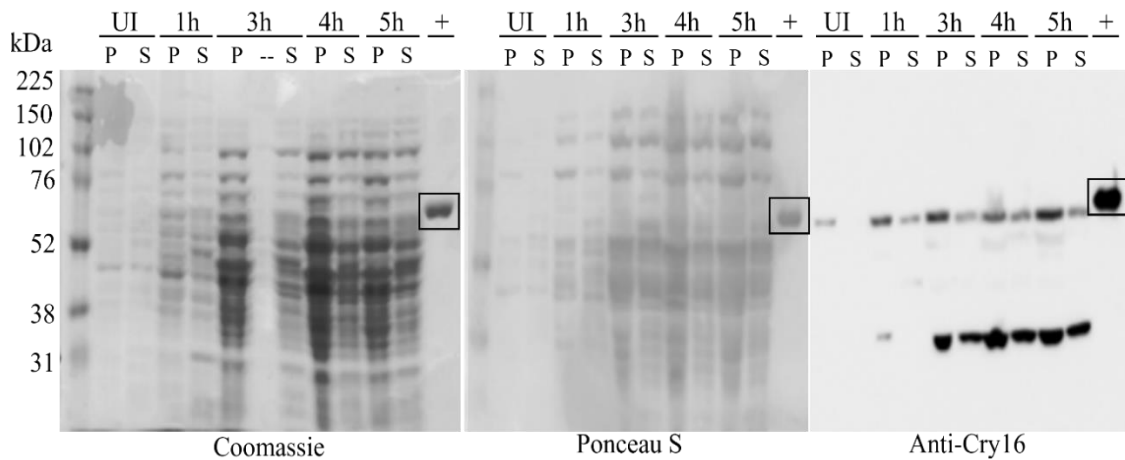 UI 1h 3h 4h 5h +
kDa P S P S P -- S P S P S
225
150
102
76
52
38
31
Coomassie
UI 1h 3h 4h 5h +
P S P S P S P S P S
Ponceau S
UI 1h 3h 4h 5h +
P S P S P S P S P S
Anti-Cry16